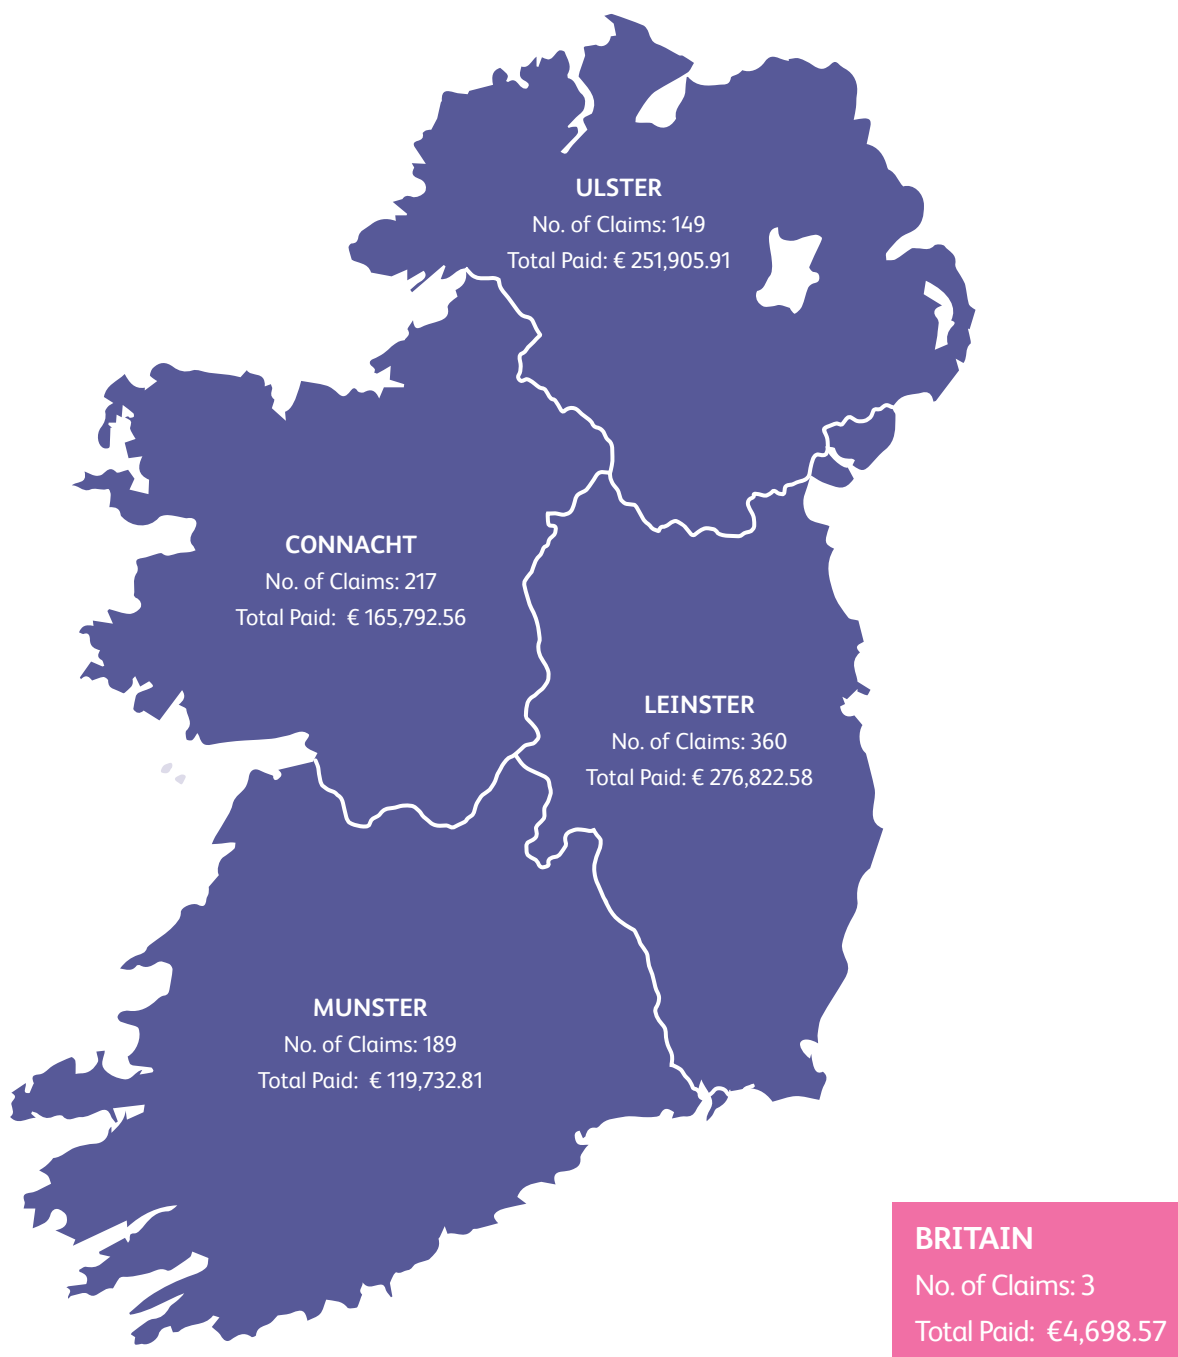 ULSTER
No. of Claims: 149
Total Paid: € 251,905.91
CONNACHT
No. of Claims: 217
Total Paid: € 165,792.56
LEINSTER
No. of Claims: 360
Total Paid: € 276,822.58
MUNSTER
No. of Claims: 189
Total Paid: € 119,732.81
BRITAIN
No. of Claims: 3
Total Paid: €4,698.57